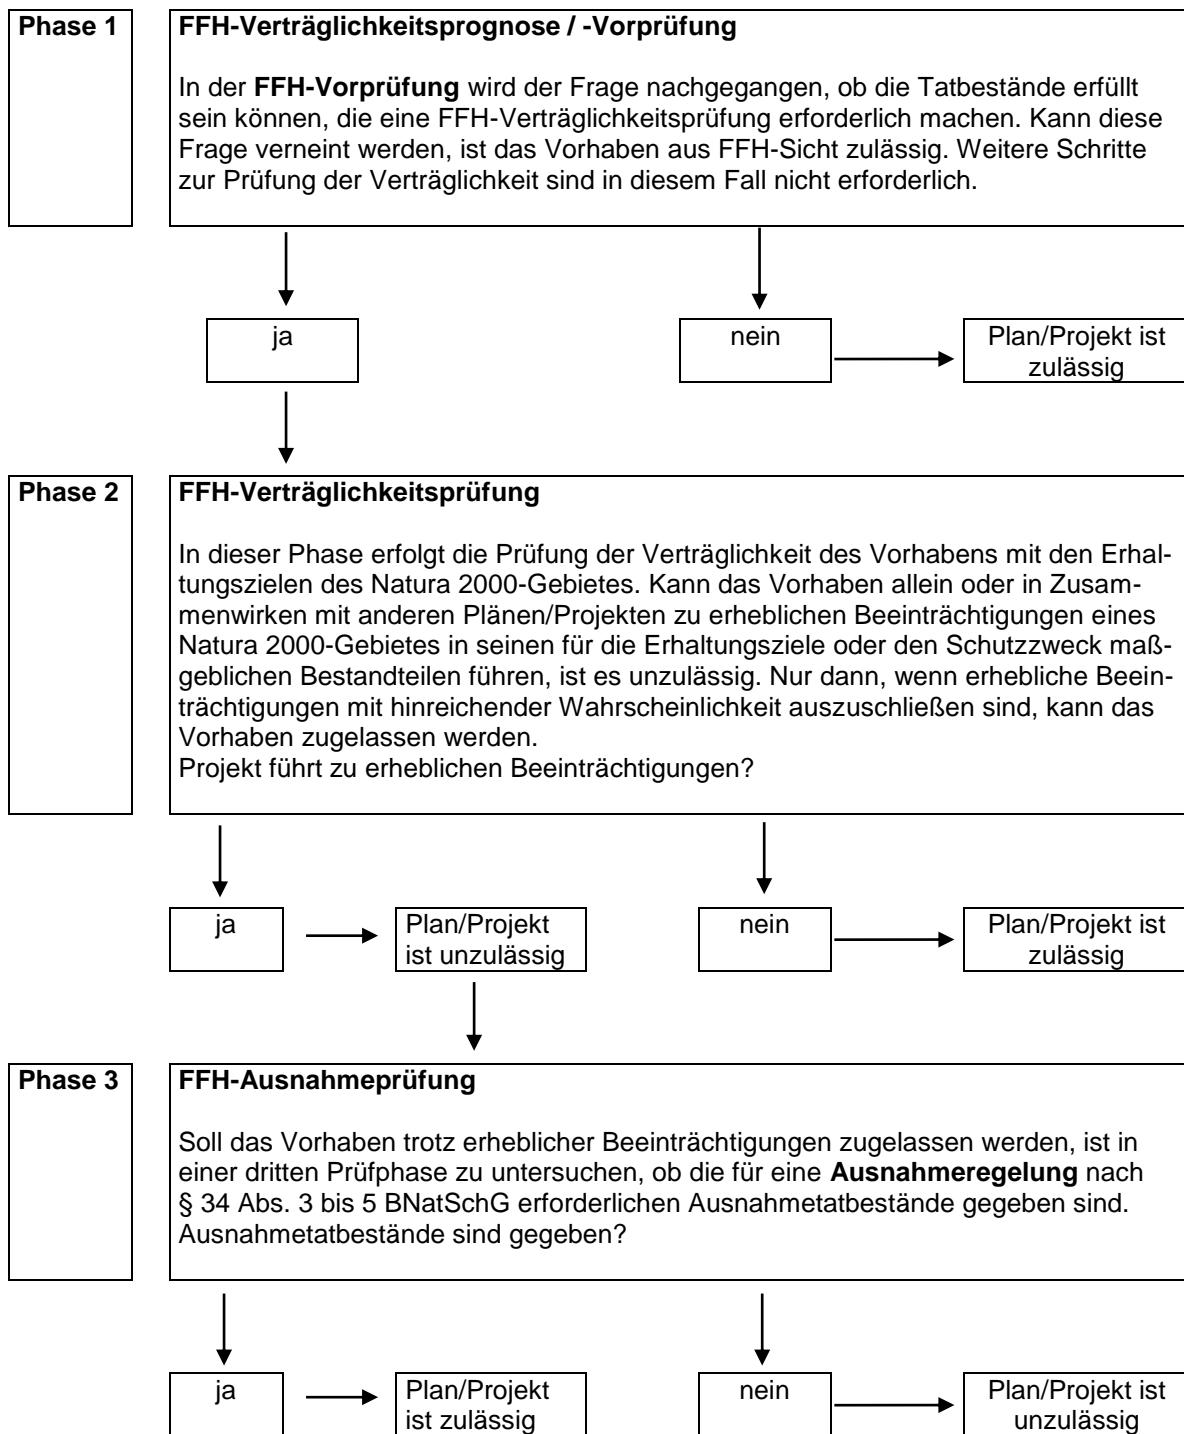 Phase 1
FFH-Verträglichkeitsprognose / -Vorprüfung
In der FFH-Vorprüfung wird der Frage nachgegangen, ob die Tatbestände erfüllt
sein können, die eine FFH-Verträglichkeitsprüfung erforderlich machen. Kann diese
Frage verneint werden, ist das Vorhaben aus FFH-Sicht zulässig. Weitere Schritte
zur Prüfung der Verträglichkeit sind in diesem Fall nicht erforderlich.
ja
nein
Plan/Projekt ist
zulässig
Phase 2
FFH-Verträglichkeitsprüfung
In dieser Phase erfolgt die Prüfung der Verträglichkeit des Vorhabens mit den Erhal-
tungszielen des Natura 2000-Gebietes. Kann das Vorhaben allein oder in Zusam-
menwirken mit anderen Plänen/Projekten zu erheblichen Beeinträchtigungen eines
Natura 2000-Gebietes in seinen für die Erhaltungsziele oder den Schutzzweck maß-
geblichen Bestandteilen führen, ist es unzulässig. Nur dann, wenn erhebliche Beein-
trächtigungen mit hinreichender Wahrscheinlichkeit auszuschließen sind, kann das
Vorhaben zugelassen werden.
Projekt führt zu erheblichen Beeinträchtigungen?
ja
Plan/Projekt
ist unzulässig
nein
Plan/Projekt ist
zulässig
Phase 3
FFH-Ausnahmeprüfung
Soll das Vorhaben trotz erheblicher Beeinträchtigungen zugelassen werden, ist in
einer dritten Prüfphase zu untersuchen, ob die für eine Ausnahmeregelung nach
§ 34 Abs. 3 bis 5 BNatSchG erforderlichen Ausnahmetatbestände gegeben sind.
Ausnahmetatbestände sind gegeben?
ja
Plan/Projekt
ist zulässig
nein
Plan/Projekt ist
unzulässig